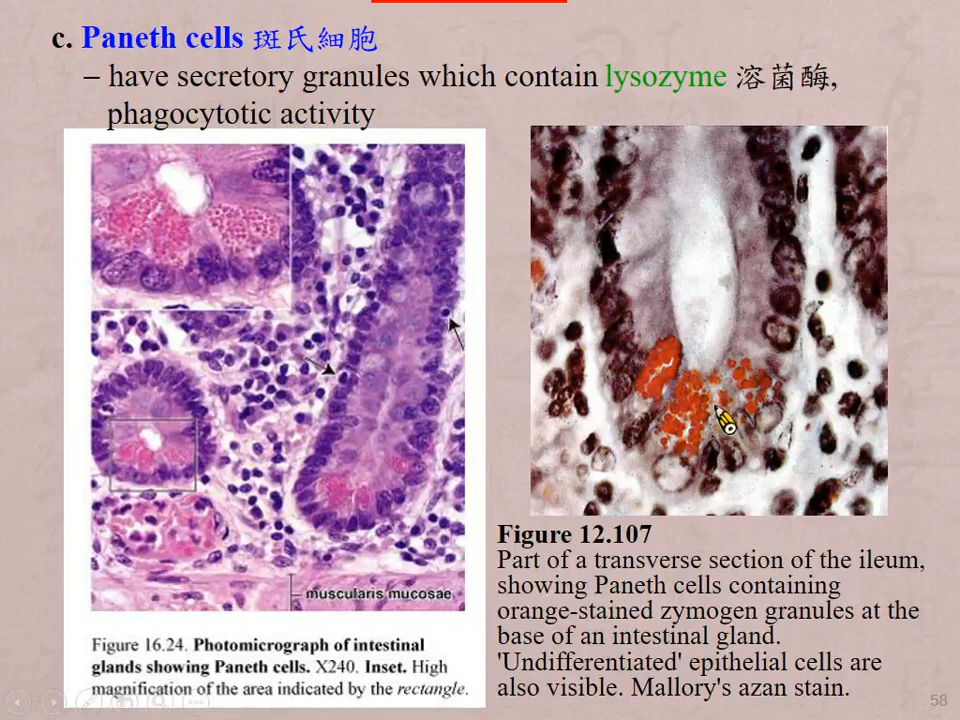 c. Paneth cells 斑氏細胞
– have secretory granules which contain lysozyme 溶菌酶,
phagocytotic activity
muscularis mucosae
Figure 16.24. Photomicrograph of intestinal
glands showing Paneth cells. X240. Inset. High
magnification of the area indicated by the rectangle.
Figure 12.107
Part of a transverse section of the ileum,
showing Paneth cells containing
orange-stained zymogen granules at the
base of an intestinal gland.
'Undifferentiated' epithelial cells are
also visible. Mallory's azan stain.
58